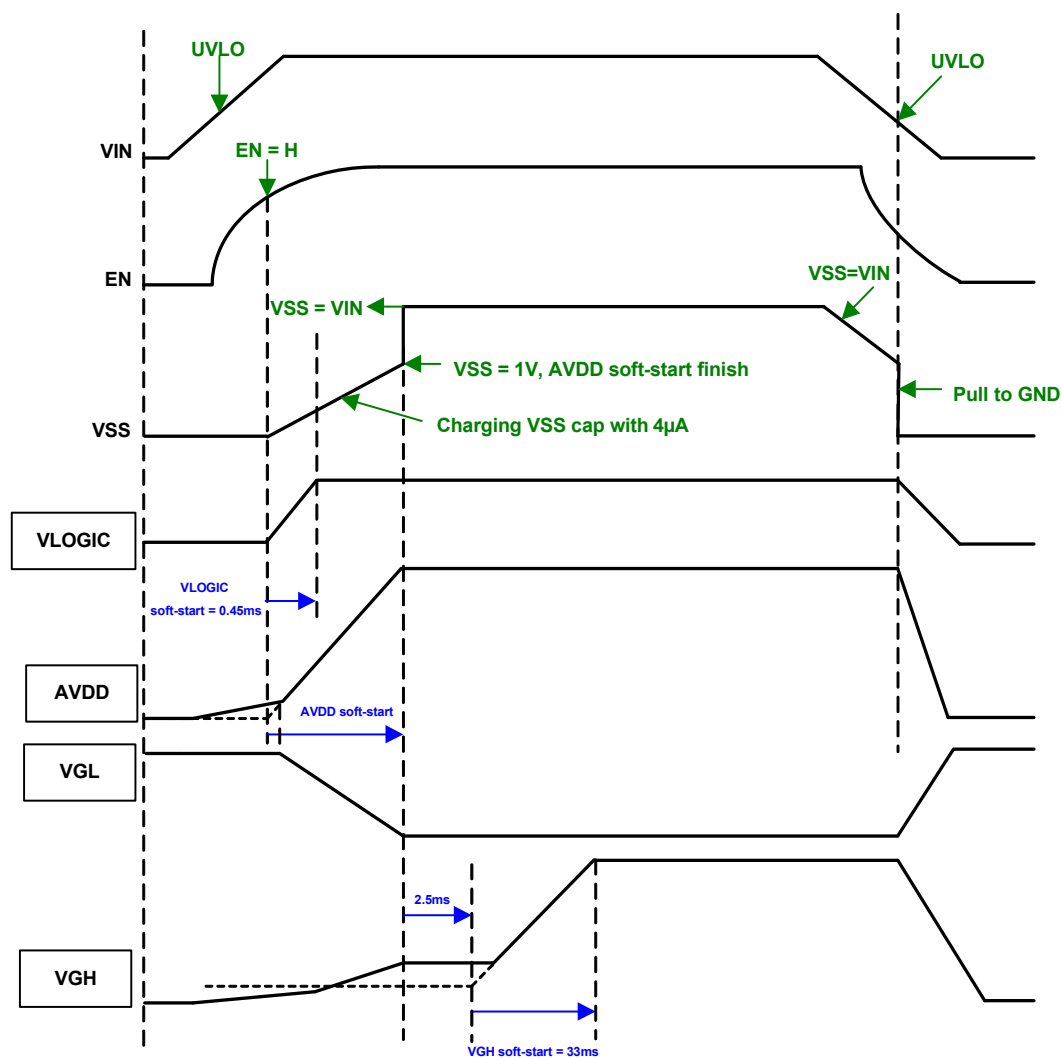 UVLO
UVLO
VIN
EN = H
EN
VSS=VIN
VSS = VIN
VSS = 1V, AVDD soft-start finish
Pull to GND
Charging VSS cap with 4µA
VSS
VLOGIC
VLOGIC
soft-start = 0.45ms
AVDD
AVDD soft-start
VGL
2.5ms
VGH
VGH soft-start = 33ms